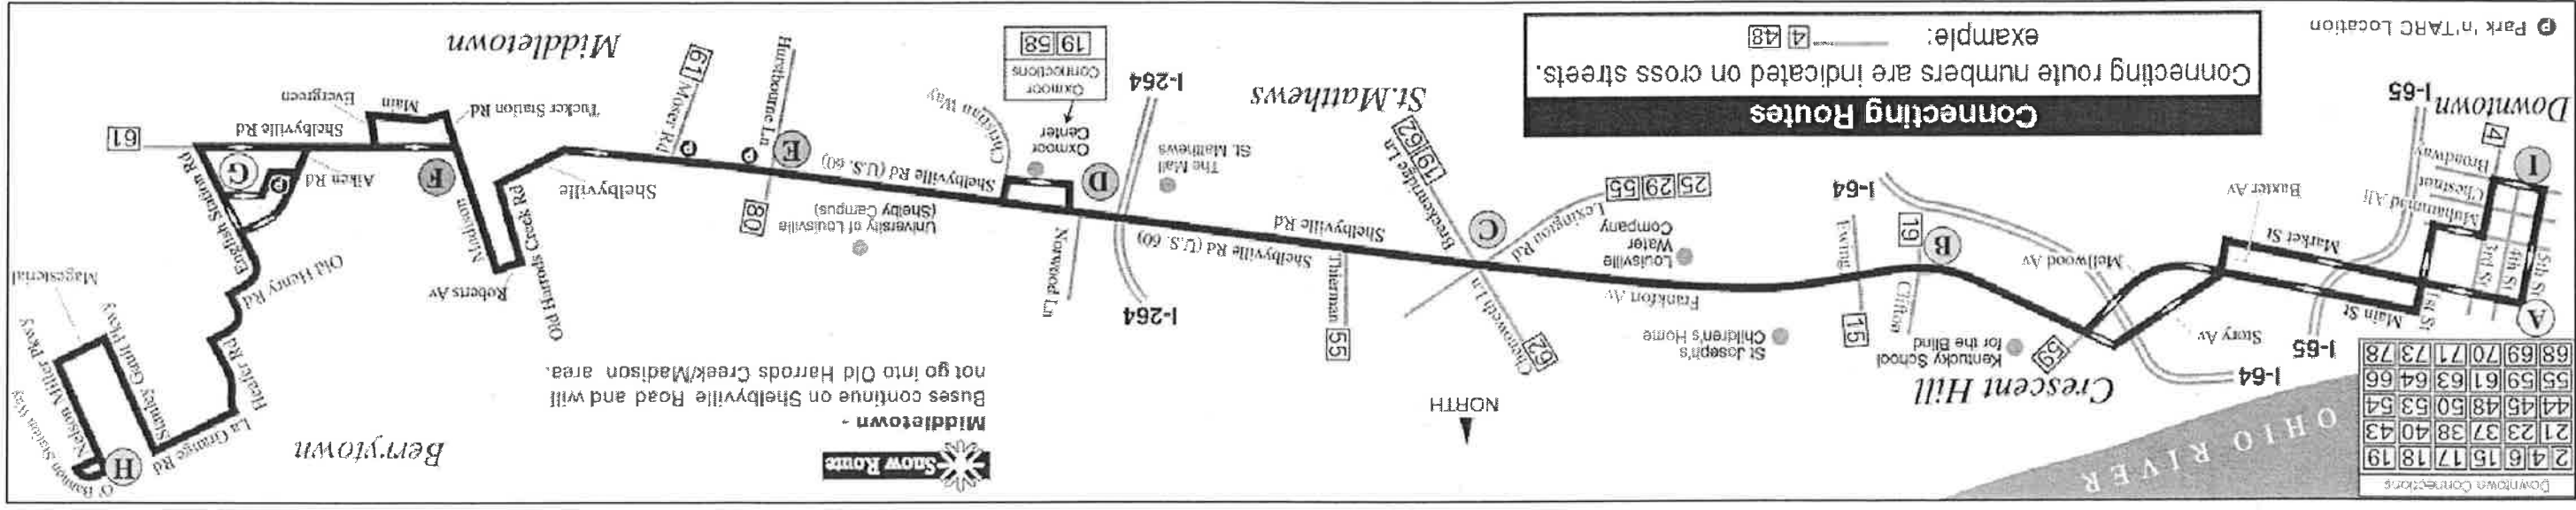 Downtown Connections
2 4 6 15 17 18 19
21 23 37 38 40 43
44 45 48 50 53 54
55 59 61 63 64 66
68 69 70 71 73 78
OHIO RIVER
I-64
I-65
Crescent Hill
Kentucky School
for the Blind
59
Story Av
Mellwood Av
A
Main St
Market St
1st St
3rd St
4th St
5th St
Muhammad Ali
Chestnut
Broadway
I
4
Downtown
I-65
Baxter Av
P Park 'n' TARC Location
B
Clifton
19
Ewing
15
I-64
St Joseph's
Children's Home
Frankfort Av
Louisville
Water
Company
Lexington Rd
25 29 55
C
Chenoweth Ln
62
Breckenridge Ln
19 62
NORTH
Thierman
55
Shelbyville Rd
Shelbyville Rd (U.S. 60)
St.Matthews
The Mall
St. Matthews
I-264
I-264
Norwood Ln
D
Oxmoor
Center
Oxmoor
Connections
19 58
Christian Way
Shelbyville Rd (U.S. 60)
University of Louisville
(Shelby Campus)
80
E
Hurstbourne Ln
P
P
Moser Rd
61
Snow Route
Middletown -
Buses continue on Shelbyville Road and will
not go into Old Harrods Creek/Madison area.
Old Harrods Creek Rd
Roberts Av
Madison
Shelbyville
F
Tucker Station Rd
Main
Evergreen
Middletown
Shelbyville Rd
61
Aiken Rd
P
G
English Station Rd
Old Henry Rd
Berrytown
Heafer Rd
La Grange Rd
Stanley Gault Pkwy
Magesterial
Nelson Miller Pkwy
H
O' Bannon Station Way
Connecting Routes
Connecting route numbers are indicated on cross streets.
example: 4 48